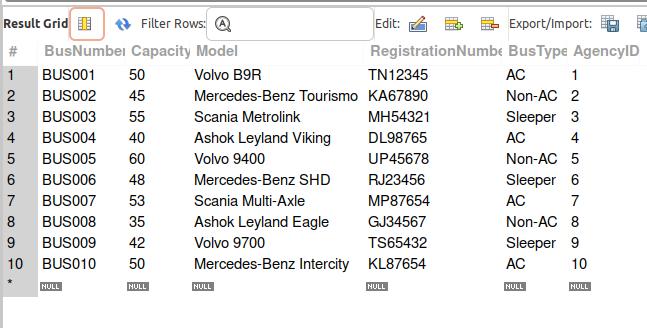 Result Grid Filter Rows: Edit: Export/Import:
# BusNumber Capacity Model RegistrationNumbe BusType AgencyID
1 BUS001 50 Volvo B9R TN12345 AC 1
2 BUS002 45 Mercedes-Benz Tourismo KA67890 Non-AC 2
3 BUS003 55 Scania Metrolink MH54321 Sleeper 3
4 BUS004 40 Ashok Leyland Viking DL98765 AC 4
5 BUS005 60 Volvo 9400 UP45678 Non-AC 5
6 BUS006 48 Mercedes-Benz SHD RJ23456 Sleeper 6
7 BUS007 53 Scania Multi-Axle MP87654 AC 7
8 BUS008 35 Ashok Leyland Eagle GJ34567 Non-AC 8
9 BUS009 42 Volvo 9700 TS65432 Sleeper 9
10 BUS010 50 Mercedes-Benz Intercity KL87654 AC 10
* NULL NULL NULL NULL NULL NULL